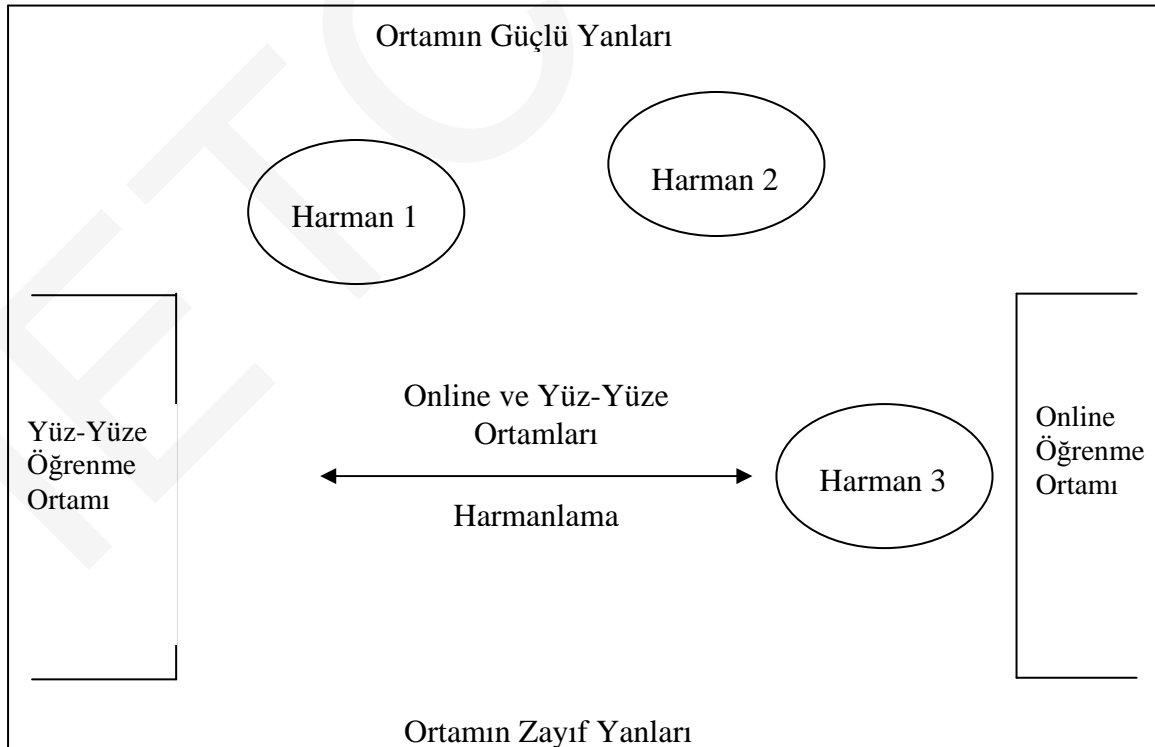 Ortamın Güçlü Yanları
Harman 1
Harman 2
Yüz-Yüze
Öğrenme
Ortamı
Online ve Yüz-Yüze
Ortamları
Harmanlama
Harman 3
Online
Öğrenme
Ortamı
Ortamın Zayıf Yanları
IETC